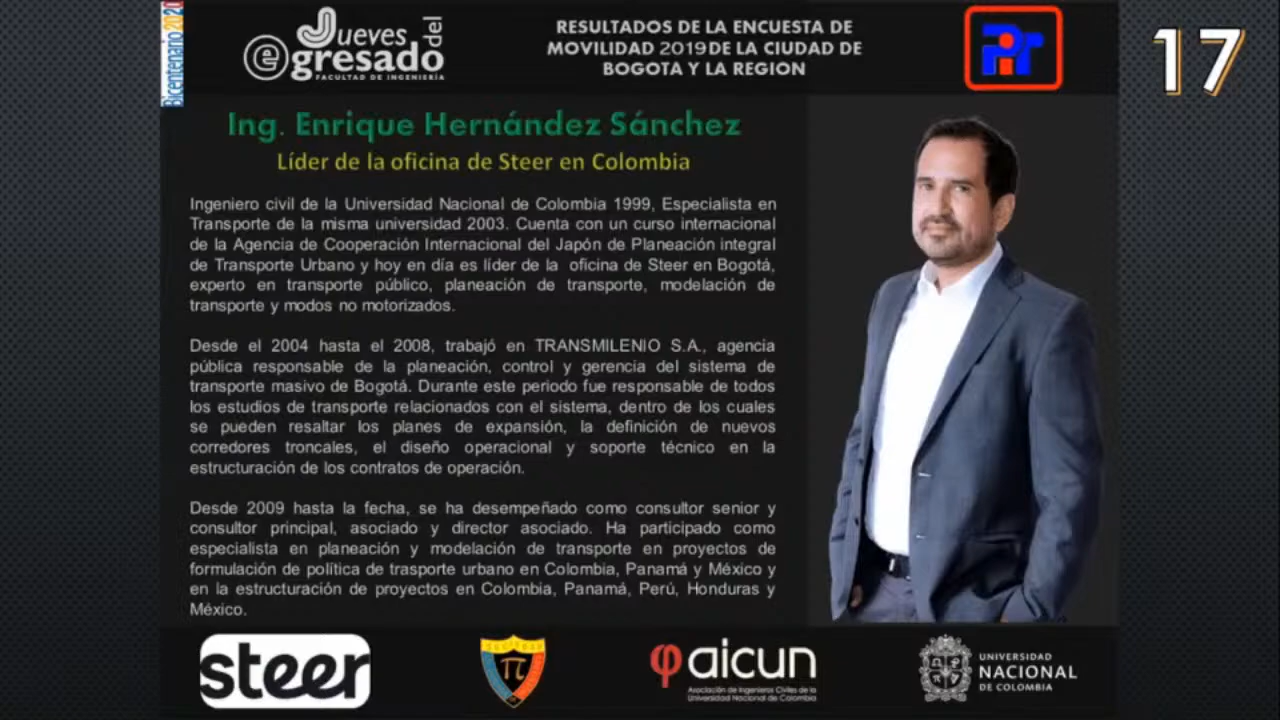 Bicentenario 2020
Jueves del
egresado
FACULTAD DE INGENIERÍA
RESULTADOS DE LA ENCUESTA DE
MOVILIDAD 2019 DE LA CIUDAD DE
BOGOTA Y LA REGION
PIT
17
Ing. Enrique Hernández Sánchez
Líder de la oficina de Steer en Colombia
Ingeniero civil de la Universidad Nacional de Colombia 1999, Especialista en
Transporte de la misma universidad 2003. Cuenta con un curso internacional
de la Agencia de Cooperación Internacional del Japón de Planeación integral
de Transporte Urbano y hoy en día es líder de la oficina de Steer en Bogotá,
experto en transporte público, planeación de transporte, modelación de
transporte y modos no motorizados.
Desde el 2004 hasta el 2008, trabajó en TRANSMILENIO S.A., agencia
pública responsable de la planeación, control y gerencia del sistema de
transporte masivo de Bogotá. Durante este periodo fue responsable de todos
los estudios de transporte relacionados con el sistema, dentro de los cuales
se pueden resaltar los planes de expansión, la definición de nuevos
corredores troncales, el diseño operacional y soporte técnico en la
estructuración de los contratos de operación.
Desde 2009 hasta la fecha, se ha desempeñado como consultor senior y
consultor principal, asociado y director asociado. Ha participado como
especialista en planeación y modelación de transporte en proyectos de
formulación de política de trasporte urbano en Colombia, Panamá y México y
en la estructuración de proyectos en Colombia, Panamá, Perú, Honduras y
México.
steer
π
aicun
Asociación de Ingenieros Civiles de la
Universidad Nacional de Colombia
UNIVERSIDAD
NACIONAL
DE COLOMBIA